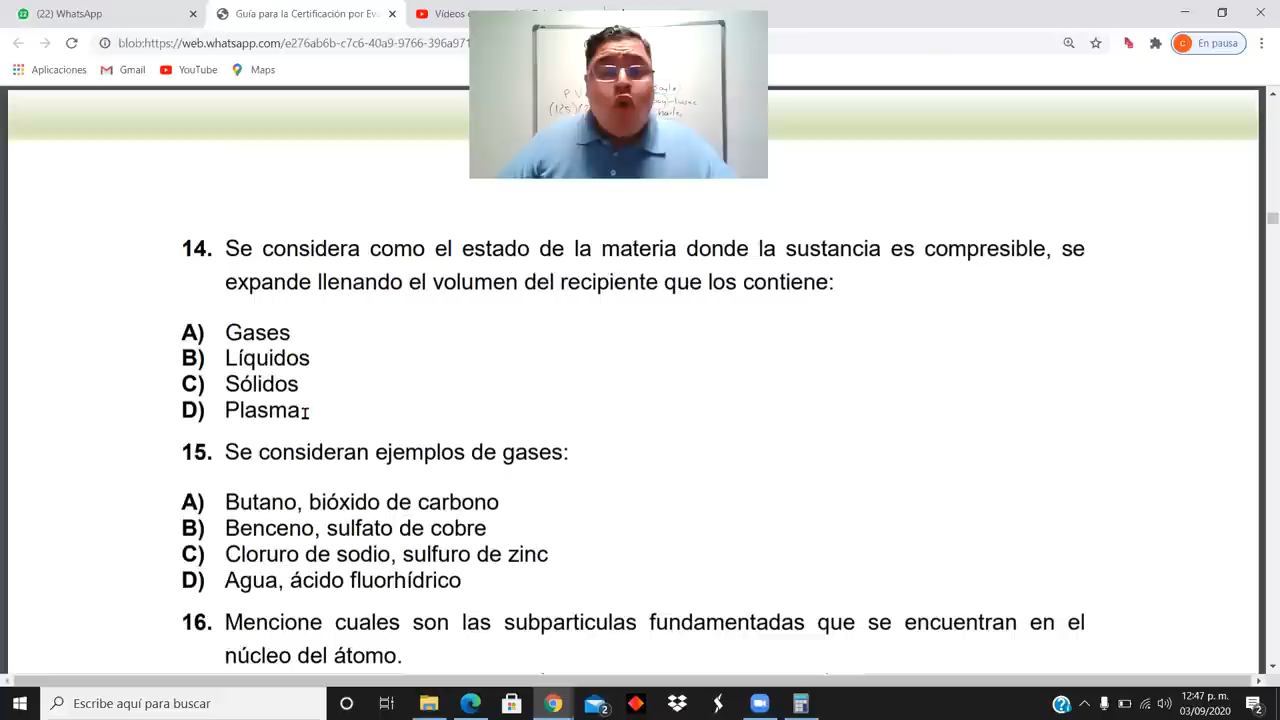 (22) WhatsApp
Guía para la Certificación por Ev
Vídeos
blob:https://web.whatsapp.com/e276ab6b-7c6-40a9-9766-396a971
En pausa
Aplicaciones Gmail YouTube Maps
P V
(125)
14. Se considera como el estado de la materia donde la sustancia es compresible, se
expande llenando el volumen del recipiente que los contiene:
A) Gases
B) Líquidos
C) Sólidos
D) Plasma
15. Se consideran ejemplos de gases:
A) Butano, bióxido de carbono
B) Benceno, sulfato de cobre
C) Cloruro de sodio, sulfuro de zinc
D) Agua, ácido fluorhídrico
16. Mencione cuales son las subparticulas fundamentadas que se encuentran en el
núcleo del átomo.
Escribe aquí para buscar
12:47 p. m.
03/09/2020